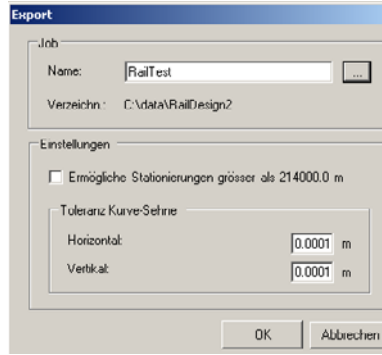 Export
Job
Name: RailTest ...
Verzeichn.: C:\data\RailDesign2
Einstellungen
Ermögliche Stationierungen grösser als 214000.0 m
Toleranz Kurve-Sehne
Horizontal: 0.0001 m
Vertikal: 0.0001 m
OK Abbrechen